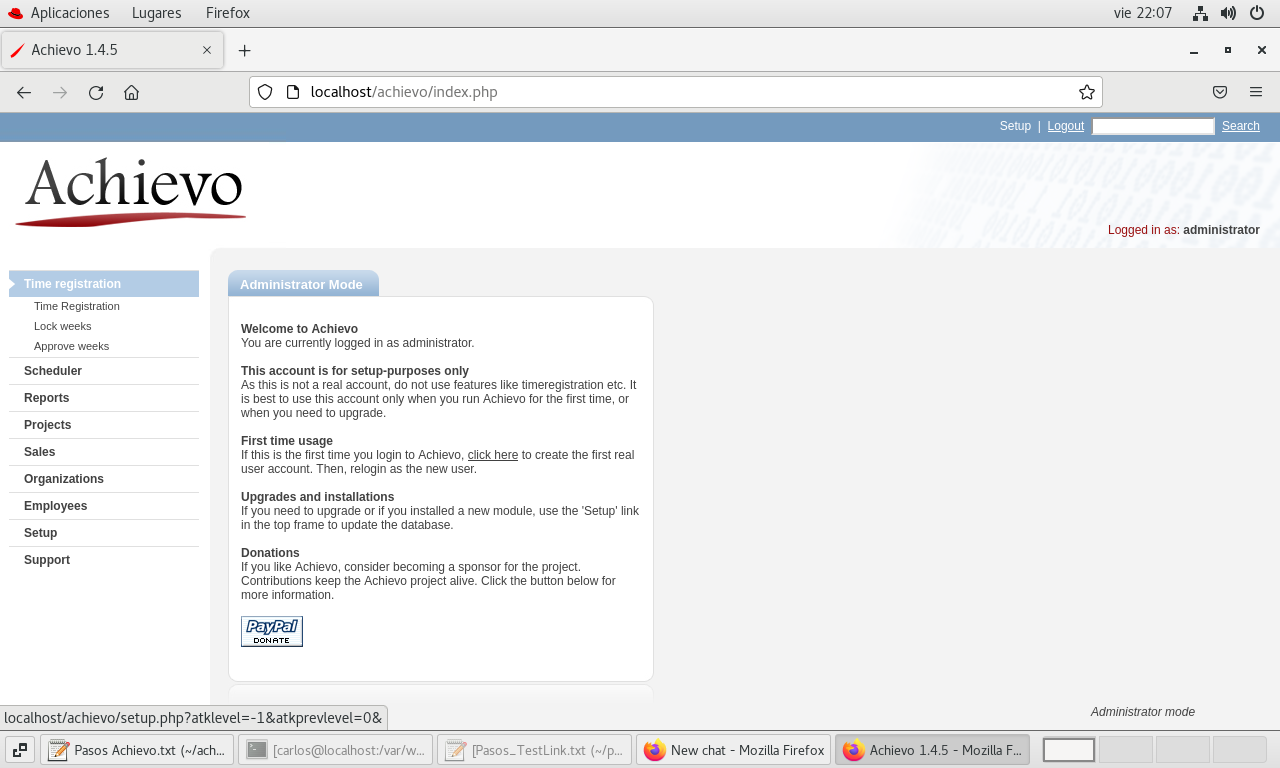 Aplicaciones Lugares Firefox vie 22:07
Achievo 1.4.5
localhost/achievo/index.php
Setup | Logout Search
Achievo
Logged in as: administrator
Time registration
Time Registration
Lock weeks
Approve weeks
Scheduler
Reports
Projects
Sales
Organizations
Employees
Setup
Support
Administrator Mode
Welcome to Achievo
You are currently logged in as administrator.
This account is for setup-purposes only
As this is not a real account, do not use features like timeregistration etc. It
is best to use this account only when you run Achievo for the first time, or
when you need to upgrade.
First time usage
If this is the first time you login to Achievo, click here to create the first real
user account. Then, relogin as the new user.
Upgrades and installations
If you need to upgrade or if you installed a new module, use the 'Setup' link
in the top frame to update the database.
Donations
If you like Achievo, consider becoming a sponsor for the project.
Contributions keep the Achievo project alive. Click the button below for
more information.
PayPal
DONATE
localhost/achievo/setup.php?atklevel=-1&atkprevlevel=0&
Administrator mode
Pasos Achievo.txt (~/ach... [carlos@localhost:/var/w... [Pasos_TestLink.txt (~/p... New chat - Mozilla Firefox Achievo 1.4.5 - Mozilla F...